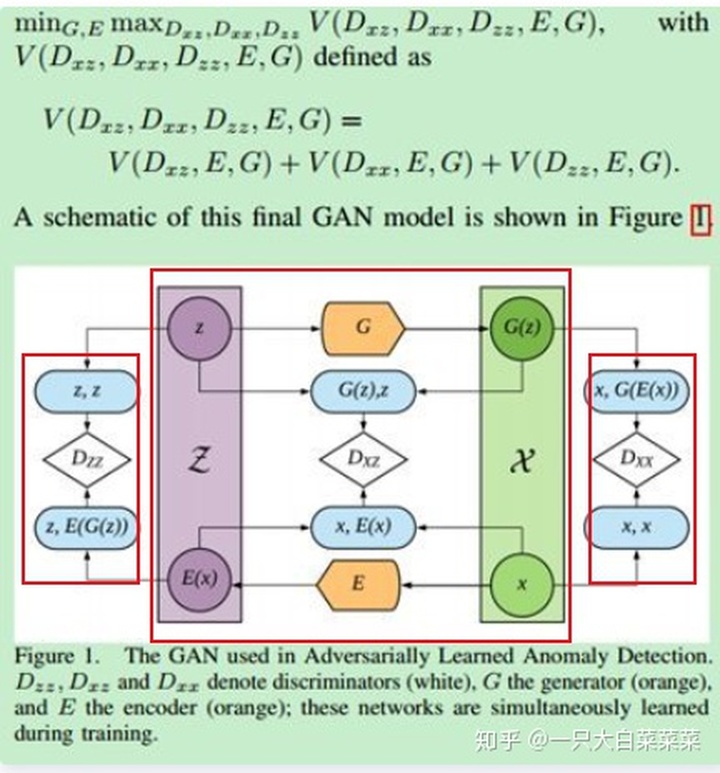 min_{G,E} max_{D_{xz},D_{xx},D_{zz}} V(D_{xz}, D_{xx}, D_{zz}, E, G), with
V(D_{xz}, D_{xx}, D_{zz}, E, G) defined as
V(D_{xz}, D_{xx}, D_{zz}, E, G) =
V(D_{xz}, E, G) + V(D_{xx}, E, G) + V(D_{zz}, E, G).
A schematic of this final GAN model is shown in Figure 1.
z G G(z)
z, z G(z),z x, G(E(x))
D_{ZZ} Z D_{XZ} X D_{XX}
z, E(G(z)) x, E(x) x, x
E(x) E x
Figure 1. The GAN used in Adversarially Learned Anomaly Detection.
D_{zz}, D_{xz} and D_{xx} denote discriminators (white), G the generator (orange),
and E the encoder (orange); these networks are simultaneously learned
during training.
知乎 @一只大白菜菜菜